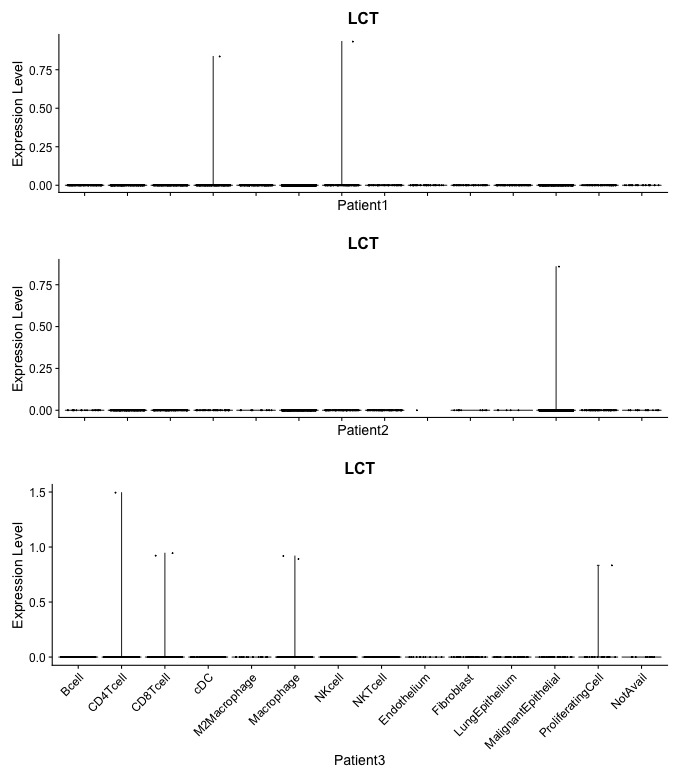 LCT
Expression Level
0.75
0.50
0.25
0.00
Patient1
LCT
Expression Level
0.75
0.50
0.25
0.00
Patient2
LCT
Expression Level
1.5
1.0
0.5
0.0
Bcell
CD4Tcell
CD8Tcell
cDC
M2Macrophage
Macrophage
NKcell
NKTcell
Endothelium
Fibroblast
LungEpithelium
MalignantEpithelial
ProliferatingCell
NotAvail
Patient3